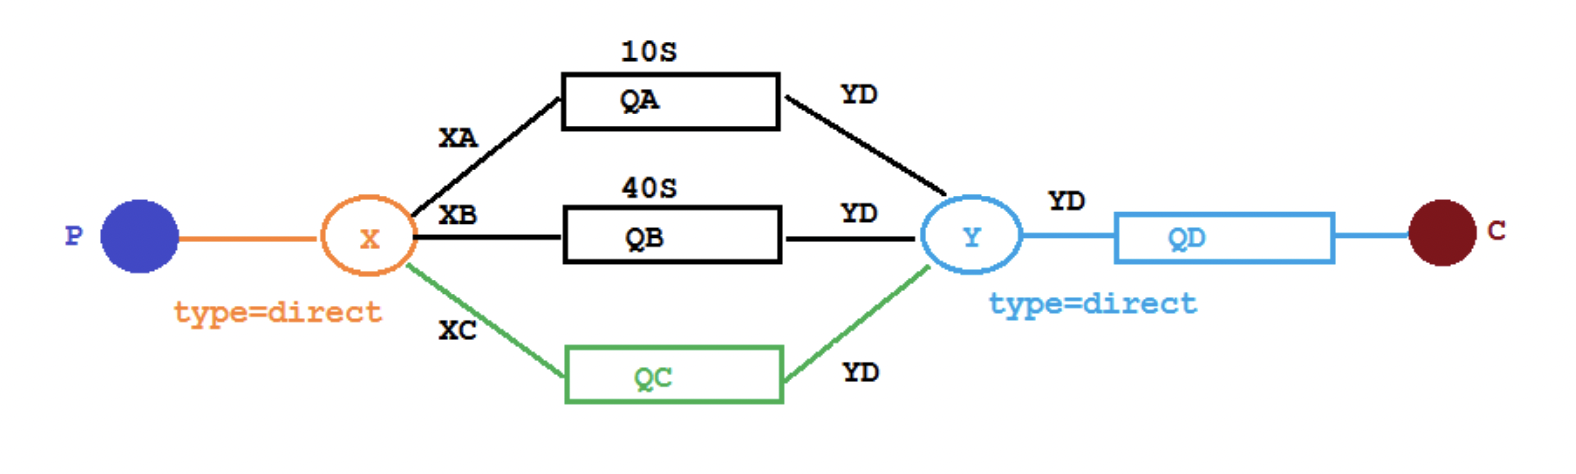 10S
QA
YD
XA
40S
XB
QB
YD
YD
P
X
Y
QD
C
type=direct
type=direct
XC
QC
YD